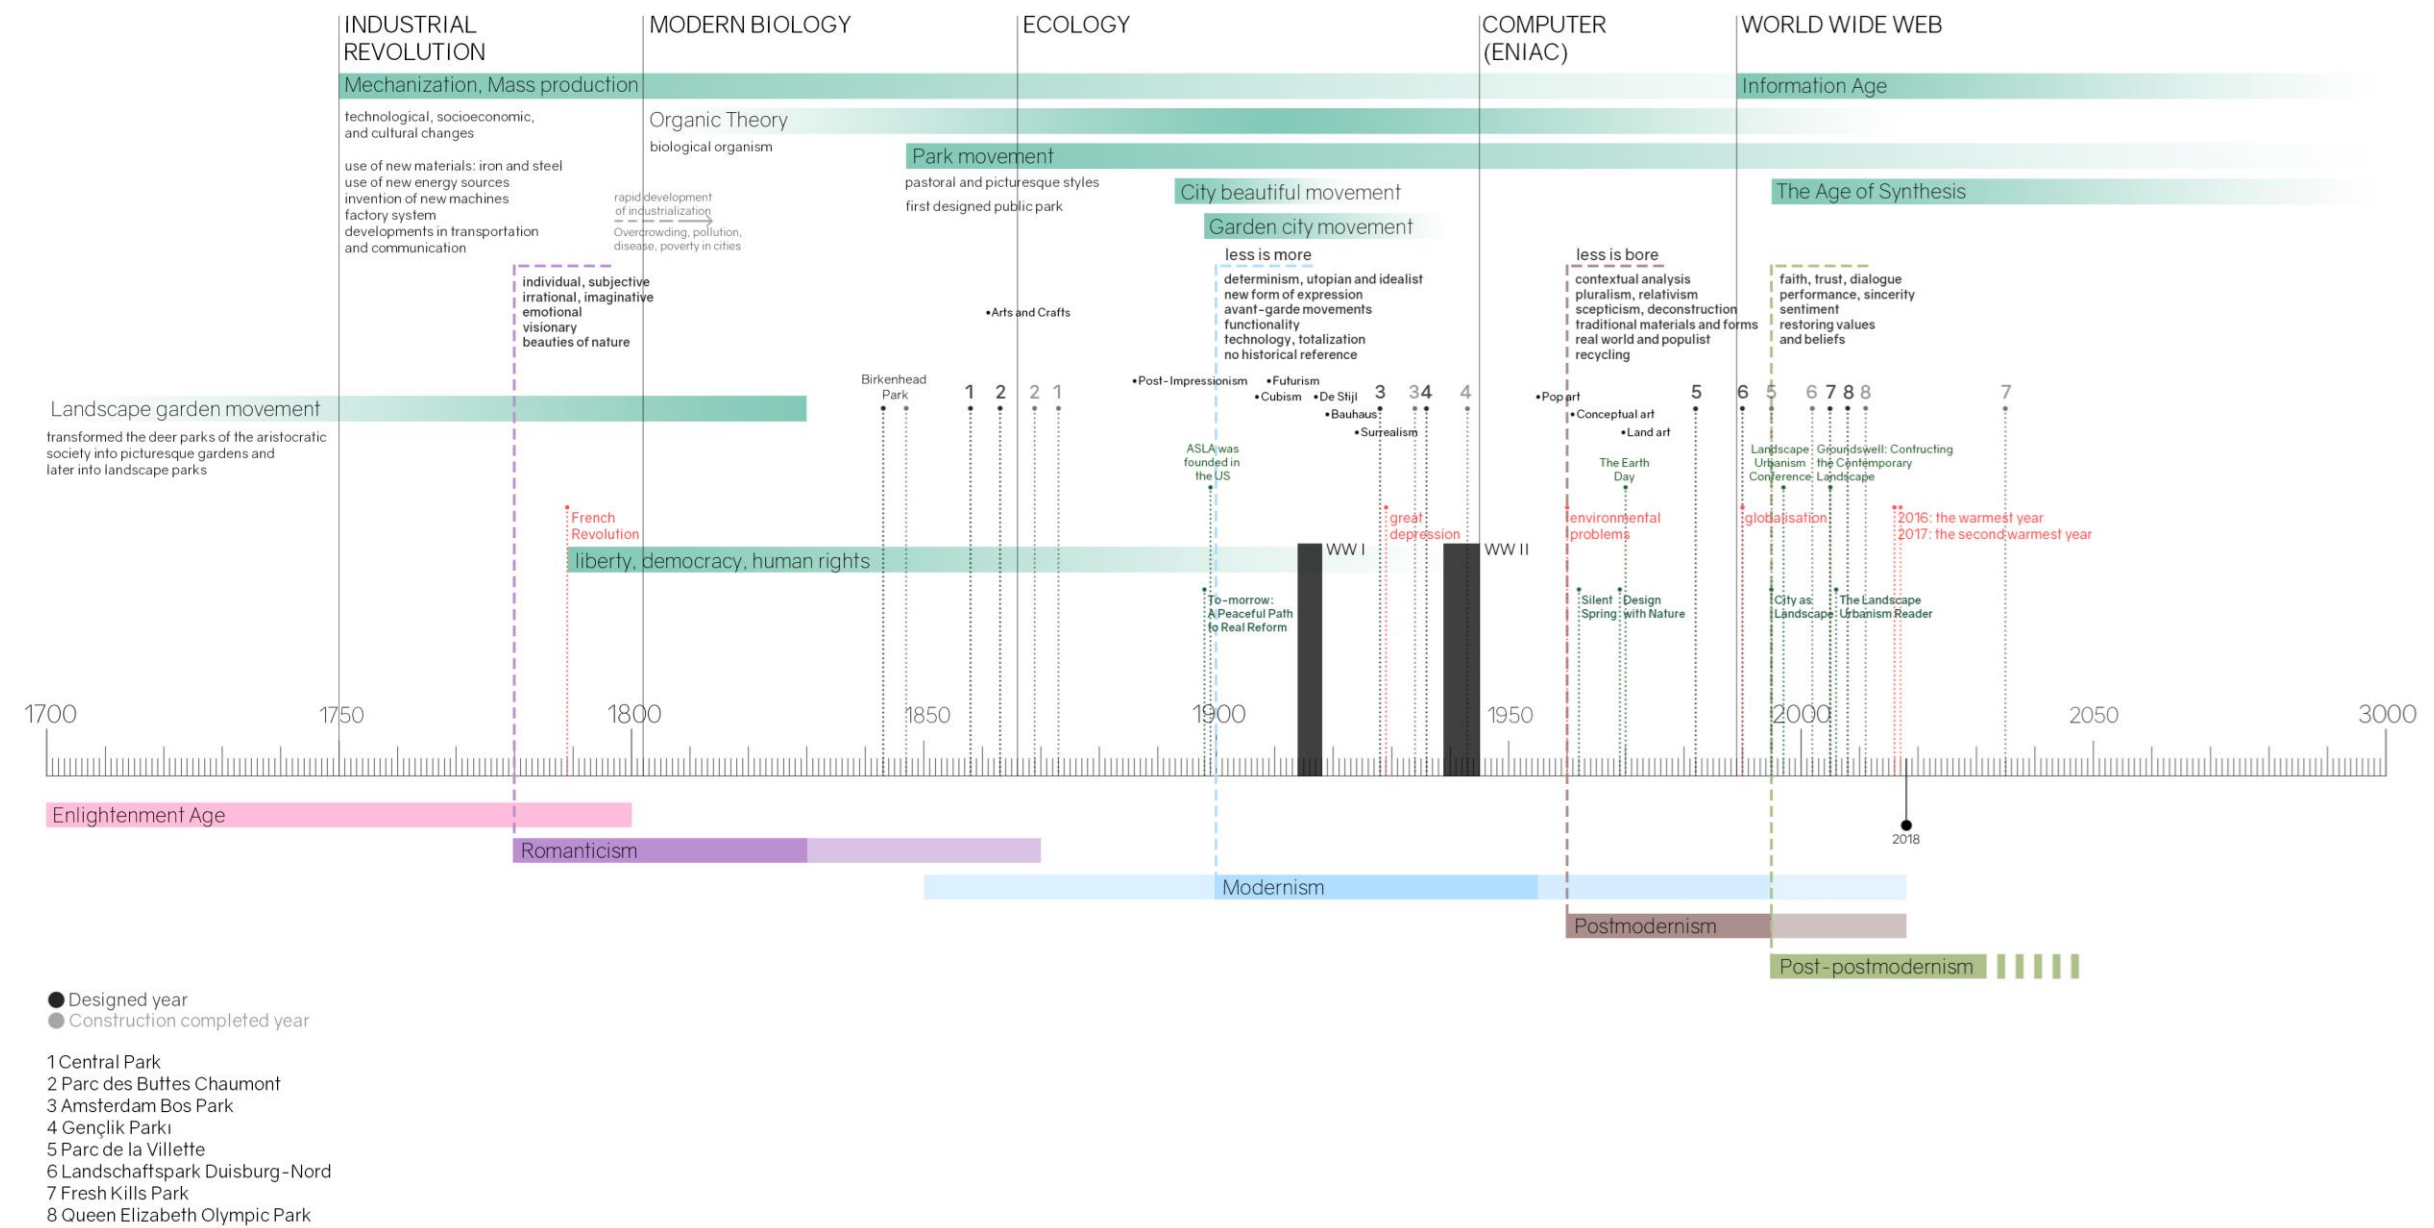 INDUSTRIAL
REVOLUTION
MODERN BIOLOGY
ECOLOGY
COMPUTER
(ENIAC)
WORLD WIDE WEB
Mechanization, Mass production
Information Age
technological, socioeconomic,
and cultural changes
use of new materials: iron and steel
use of new energy sources
invention of new machines
factory system
developments in transportation
and communication
Organic Theory
biological organism
rapid development
of industrialization
Overcrowding, pollution,
disease, poverty in cities
Park movement
pastoral and picturesque styles
first designed public park
City beautiful movement
Garden city movement
The Age of Synthesis
individual, subjective
irrational, imaginative
emotional
visionary
beauties of nature
less is more
determinism, utopian and idealist
new form of expression
avant-garde movements
functionality
technology, totalization
no historical reference
less is bore
contextual analysis
pluralism, relativism
scepticism, deconstruction
traditional materials and forms
real world and populist
recycling
faith, trust, dialogue
performance, sincerity
sentiment
restoring values
and beliefs
•Arts and Crafts
Landscape garden movement
transformed the deer parks of the aristocratic
society into picturesque gardens and
later into landscape parks
Birkenhead
Park
1 2 2 1
•Post-Impressionism
•Futurism
•Cubism
•De Stijl
•Bauhaus
•Surrealism
3 3 4 4
•Pop art
•Conceptual art
•Land art
5 6 5 6 7 8 8 7
ASLA was
founded in
the US
The Earth
Day
Landscape
Urbanism
Conference
Groundswell: Contructing
the Contemporary
Landscape
French
Revolution
great
depression
environmental
problems
globalisation
2016: the warmest year
2017: the second warmest year
liberty, democracy, human rights
WW I
WW II
To-morrow:
A Peaceful Path
to Real Reform
Silent
Spring
Design
with Nature
City as
Landscape
The Landscape
Urbanism Reader
1700 1750 1800 1850 1900 1950 2000 2050 3000
Enlightenment Age
2018
Romanticism
Modernism
Postmodernism
Post-postmodernism
Designed year
Construction completed year
1 Central Park
2 Parc des Buttes Chaumont
3 Amsterdam Bos Park
4 Gençlik Parkı
5 Parc de la Villette
6 Landschaftspark Duisburg-Nord
7 Fresh Kills Park
8 Queen Elizabeth Olympic Park